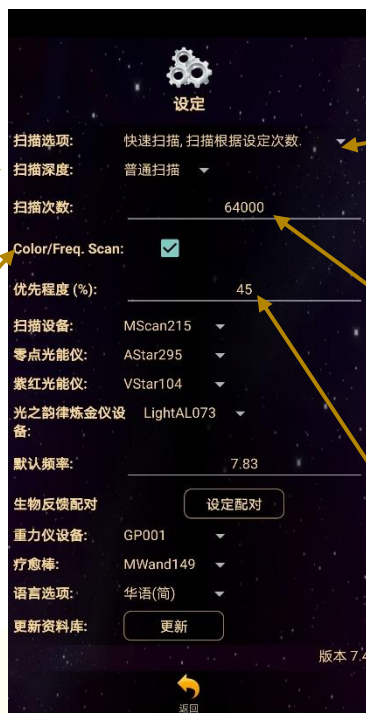 设定
扫描选项: 快速扫描, 扫描根据设定次数.
扫描深度: 普通扫描
扫描次数: 64000
Color/Freq. Scan:
优先程度 (%): 45
扫描设备: MScan215
零点光能仪: AStar295
紫红光能仪: VStar104
光之韵律炼金仪设 LightAL073
备:
默认频率: 7.83
生物反馈配对 设定配对
重力仪设备: GP001
疗愈棒: MWand149
语言选项: 华语(简)
更新资料库: 更新
版本 7.4
返回